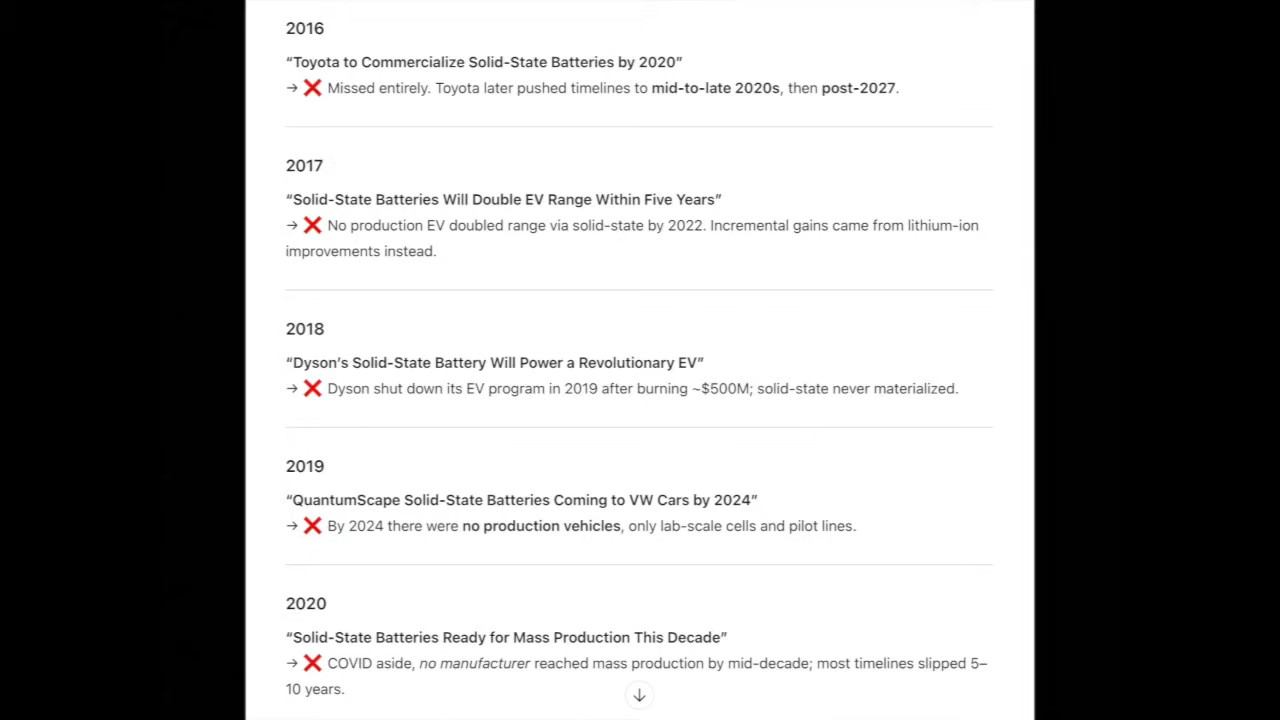 2016
“Toyota to Commercialize Solid-State Batteries by 2020”
→ ❌ Missed entirely. Toyota later pushed timelines to mid-to-late 2020s, then post-2027.
2017
“Solid-State Batteries Will Double EV Range Within Five Years”
→ ❌ No production EV doubled range via solid-state by 2022. Incremental gains came from lithium-ion
improvements instead.
2018
“Dyson’s Solid-State Battery Will Power a Revolutionary EV”
→ ❌ Dyson shut down its EV program in 2019 after burning ~$500M; solid-state never materialized.
2019
“QuantumScape Solid-State Batteries Coming to VW Cars by 2024”
→ ❌ By 2024 there were no production vehicles, only lab-scale cells and pilot lines.
2020
“Solid-State Batteries Ready for Mass Production This Decade”
→ ❌ COVID aside, no manufacturer reached mass production by mid-decade; most timelines slipped 5–
10 years.